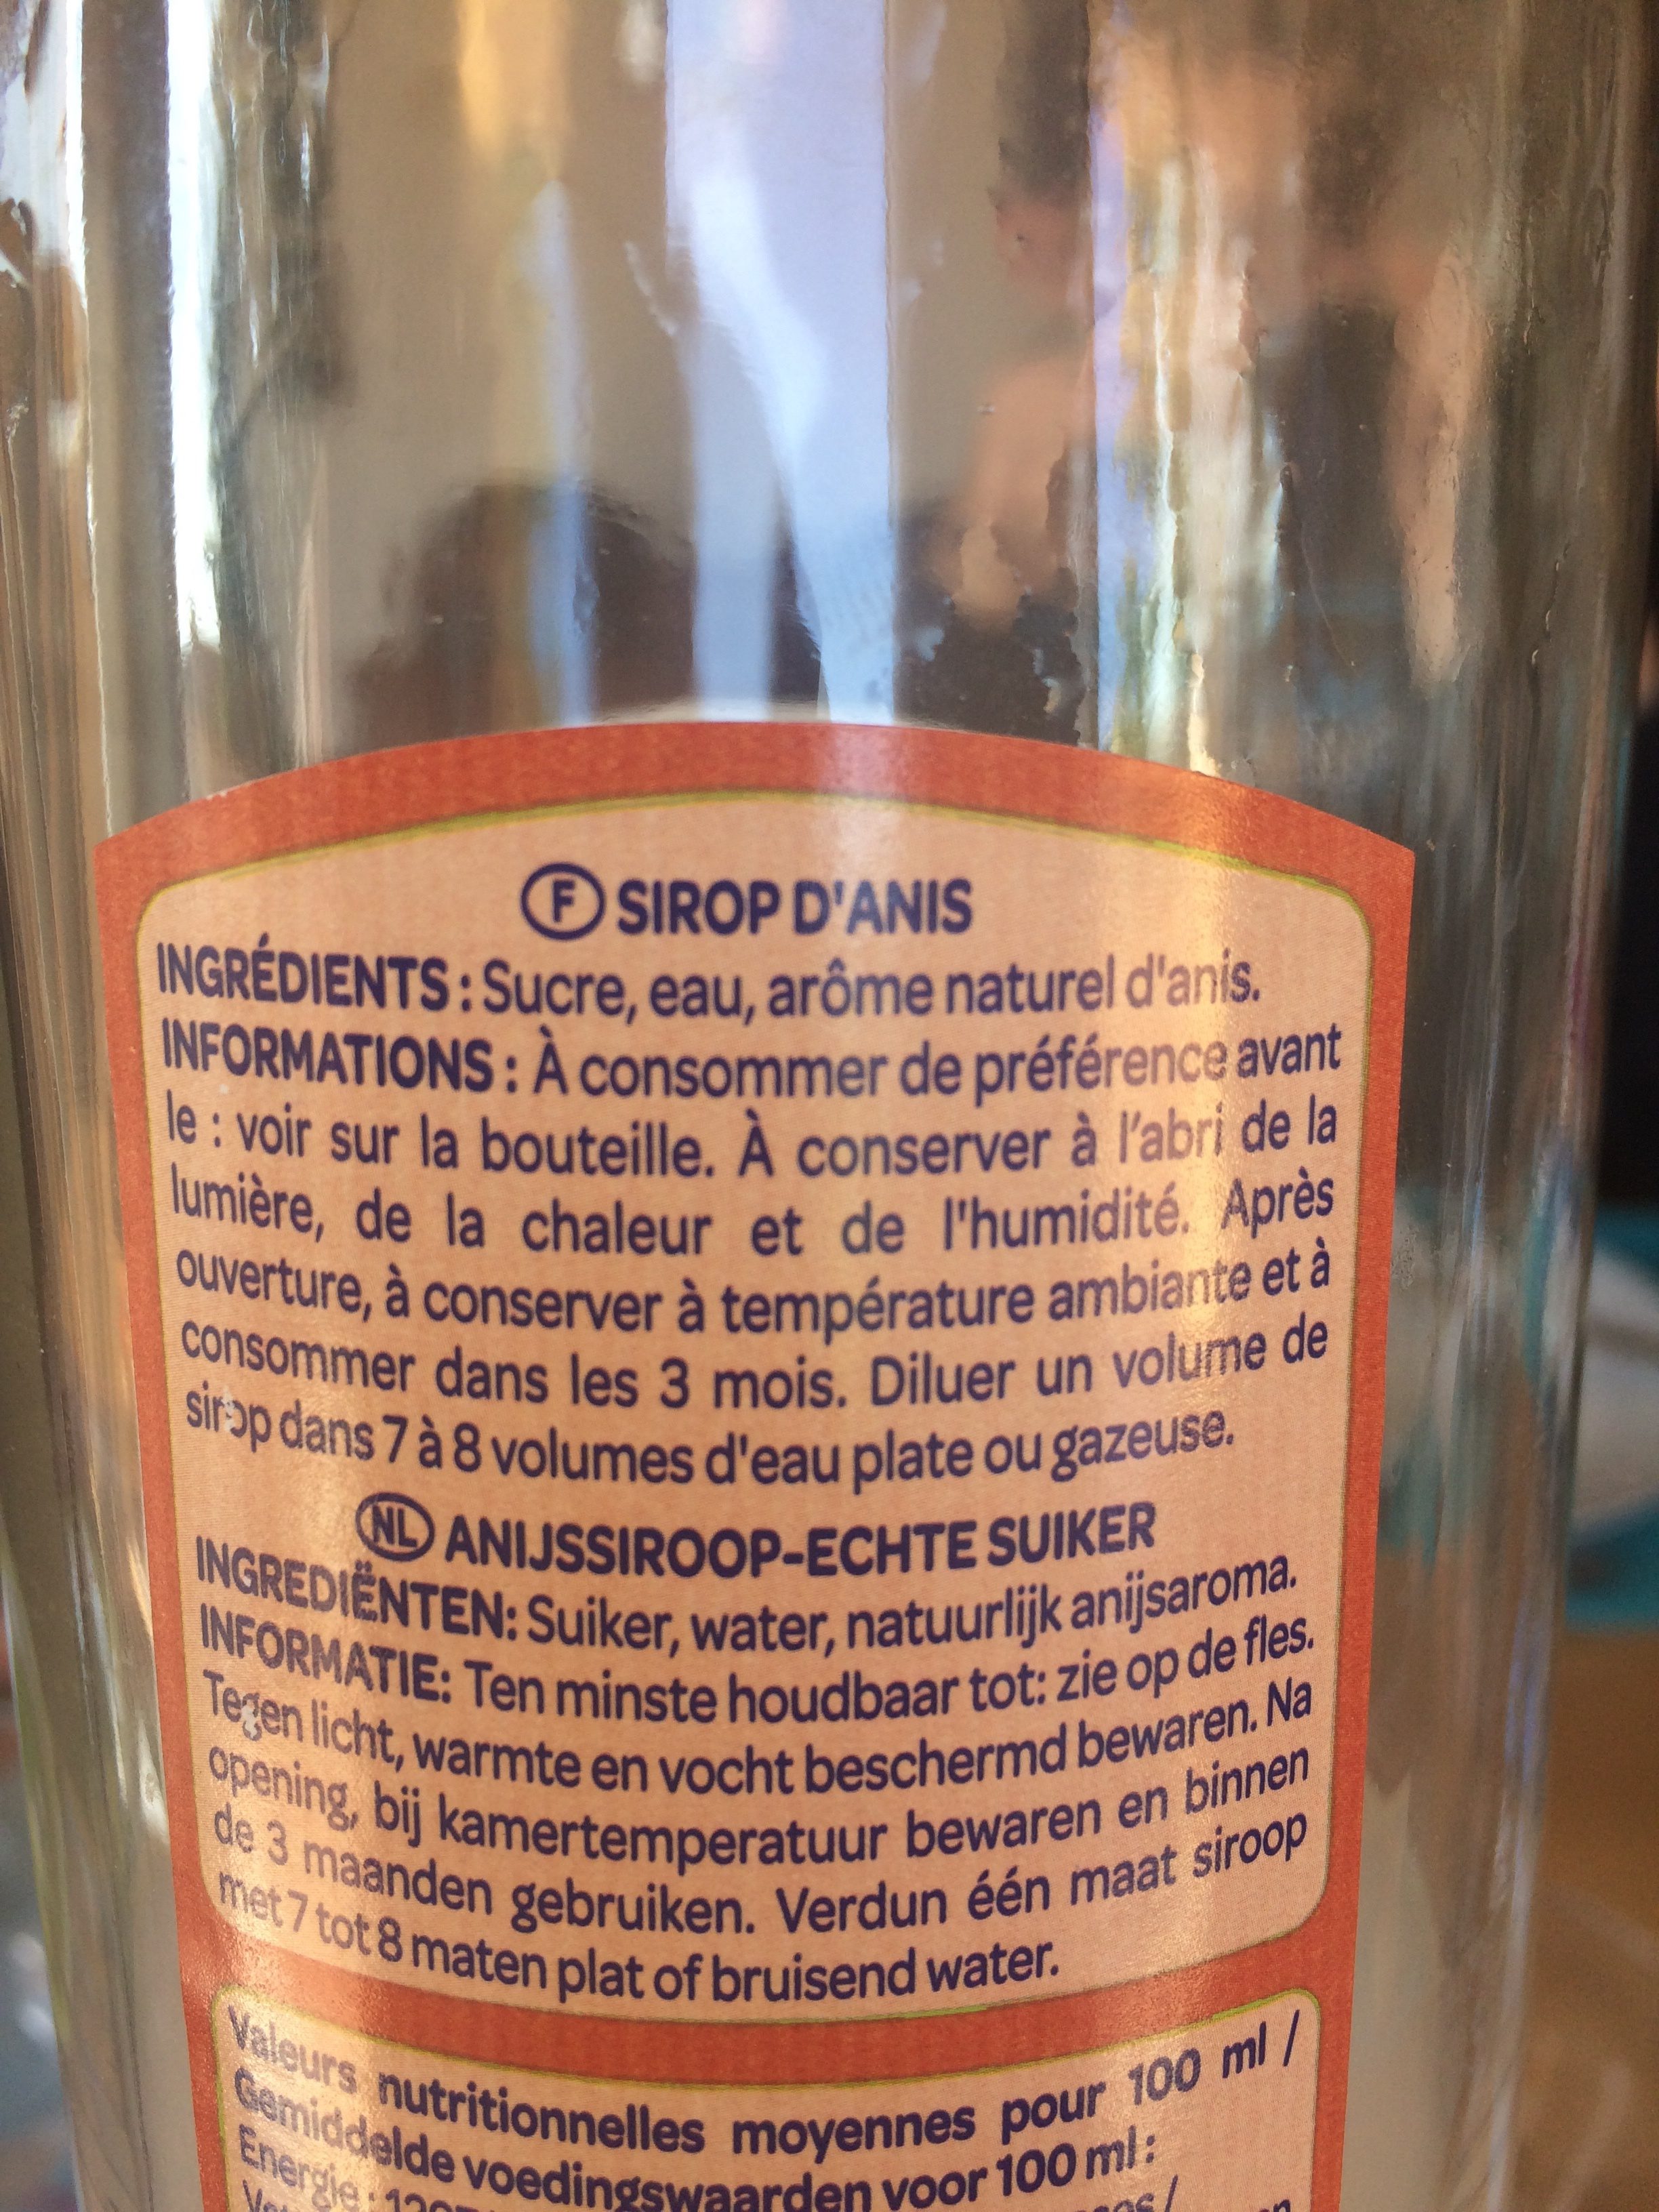 F SIROP D'ANIS
INGRÉDIENTS : Sucre, eau, arôme naturel d'anis.
INFORMATIONS : À consommer de préférence avant
le : voir sur la bouteille. À conserver à l'abri de la
lumière, de la chaleur et de l'humidité. Après
ouverture, à conserver à température ambiante et à
consommer dans les 3 mois. Diluer un volume de
sirop dans 7 à 8 volumes d'eau plate ou gazeuse.
NL ANIJSSIROOP-ECHTE SUIKER
INGREDIËNTEN: Suiker, water, natuurlijk anijsaroma.
INFORMATIE: Ten minste houdbaar tot: zie op de fles.
Tegen licht, warmte en vocht beschermd bewaren. Na
opening, bij kamertemperatuur bewaren en binnen
de 3 maanden gebruiken. Verdun één maat siroop
met 7 tot 8 maten plat of bruisend water.
Valeurs nutritionnelles moyennes pour 100 ml /
Gemiddelde voedingswaarden voor 100 ml :
Energie :